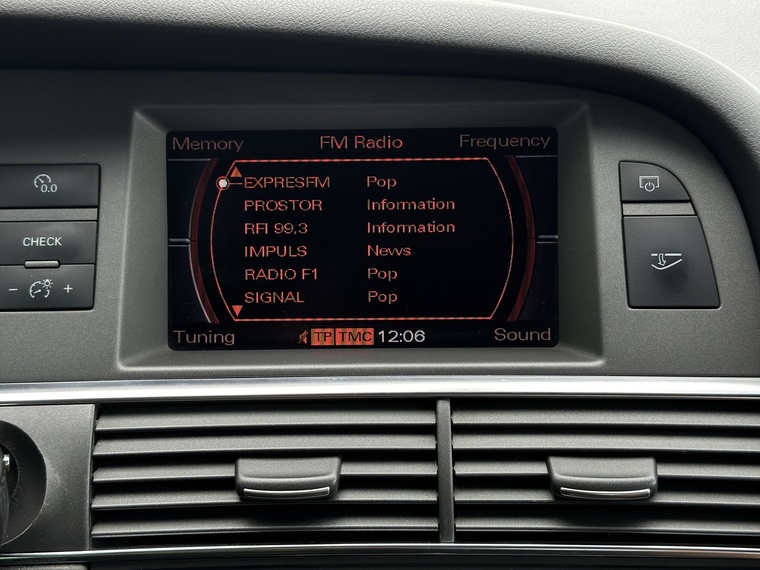 Memory FM Radio Frequency
EXPRESFM Pop
PROSTOR Information
RFI 99,3 Information
IMPULS News
RADIO F1 Pop
SIGNAL Pop
Tuning TP TMC 12:06 Sound
0.0
CHECK
− +